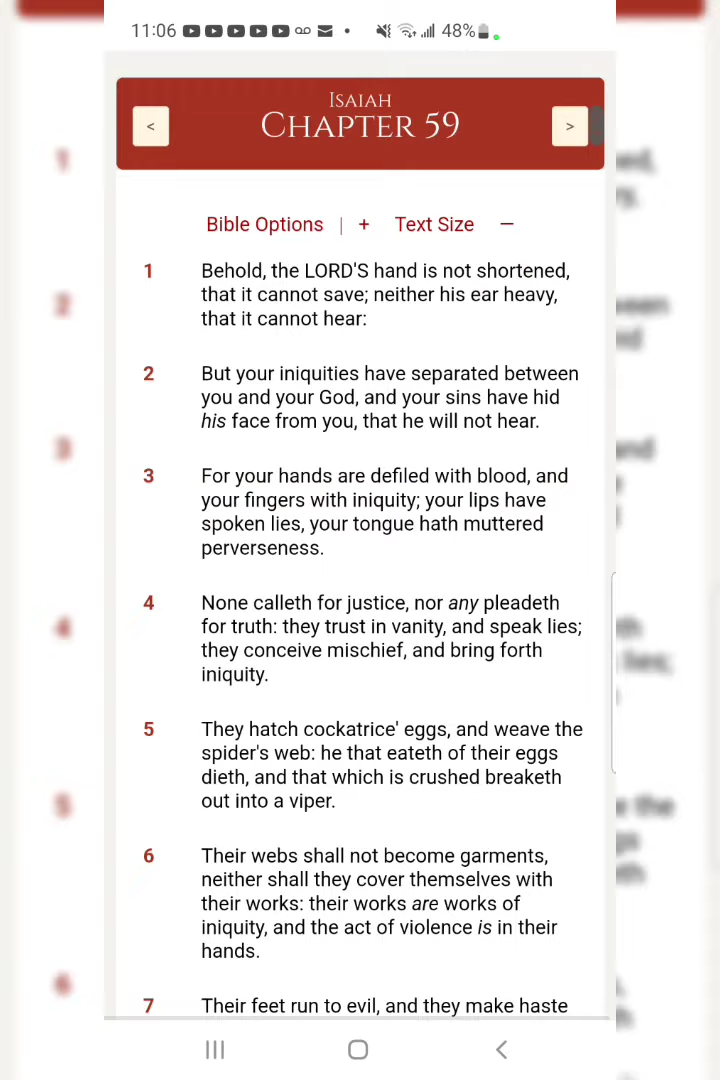 11:06 48%
ISAIAH
< CHAPTER 59 >
Bible Options | + Text Size −
1 Behold, the LORD'S hand is not shortened,
that it cannot save; neither his ear heavy,
that it cannot hear:
2 But your iniquities have separated between
you and your God, and your sins have hid
his face from you, that he will not hear.
3 For your hands are defiled with blood, and
your fingers with iniquity; your lips have
spoken lies, your tongue hath muttered
perverseness.
4 None calleth for justice, nor any pleadeth
for truth: they trust in vanity, and speak lies;
they conceive mischief, and bring forth
iniquity.
5 They hatch cockatrice' eggs, and weave the
spider's web: he that eateth of their eggs
dieth, and that which is crushed breaketh
out into a viper.
6 Their webs shall not become garments,
neither shall they cover themselves with
their works: their works are works of
iniquity, and the act of violence is in their
hands.
7 Their feet run to evil, and they make haste